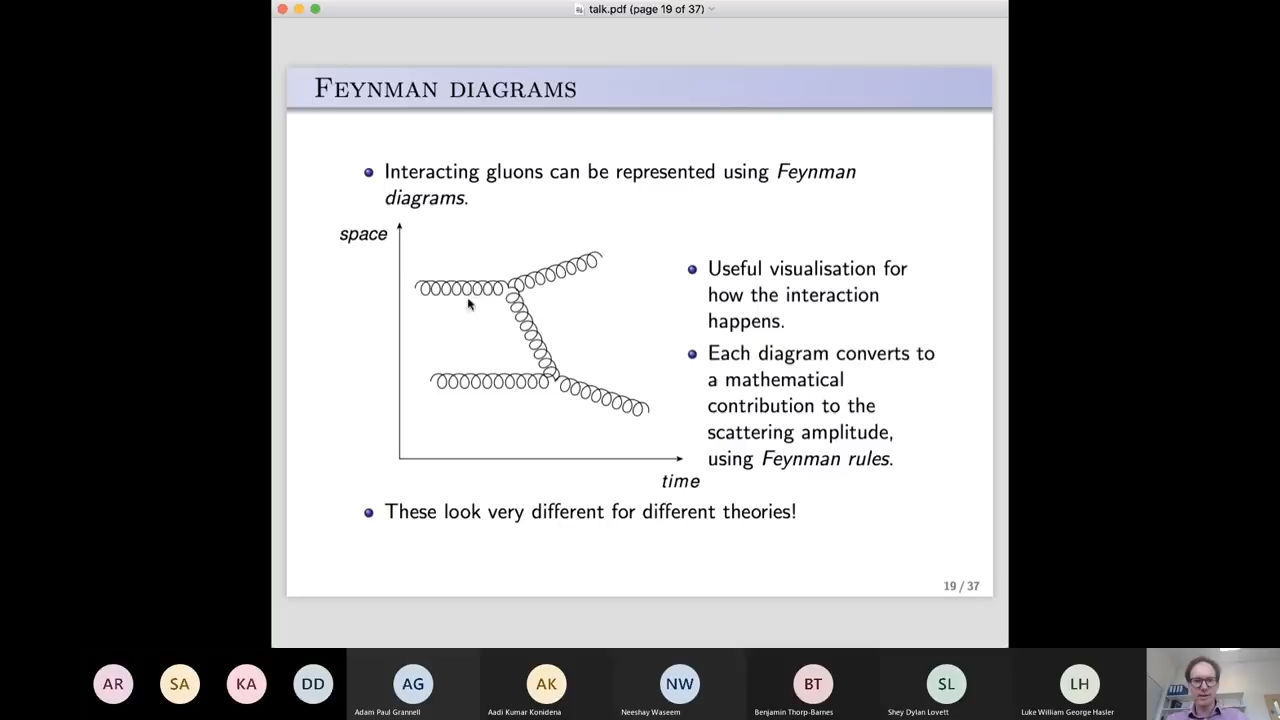 talk.pdf (page 19 of 37)
FEYNMAN DIAGRAMS
Interacting gluons can be represented using Feynman
diagrams.
space
Useful visualisation for
how the interaction
happens.
Each diagram converts to
a mathematical
contribution to the
scattering amplitude,
using Feynman rules.
time
These look very different for different theories!
19 / 37
AR SA KA DD AG AK NW BT SL LH
Adam Paul Grannell Aadi Kumar Konidena Neeshay Waseem Benjamin Thorp-Barnes Shey Dylan Lovett Luke William George Hasler